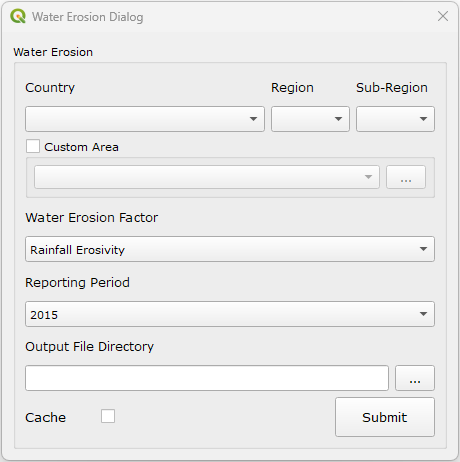 Water Erosion Dialog
Water Erosion
Country Region Sub-Region
Custom Area
...
Water Erosion Factor
Rainfall Erosivity
Reporting Period
2015
Output File Directory
...
Cache Submit